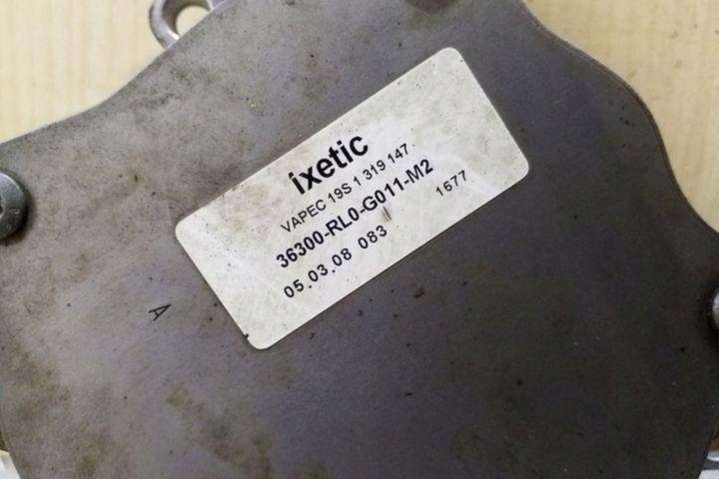 ixetic
VAPEC 19S 1 319 147
36300-RL0-G011-M2
05.03.08 083 1677
A